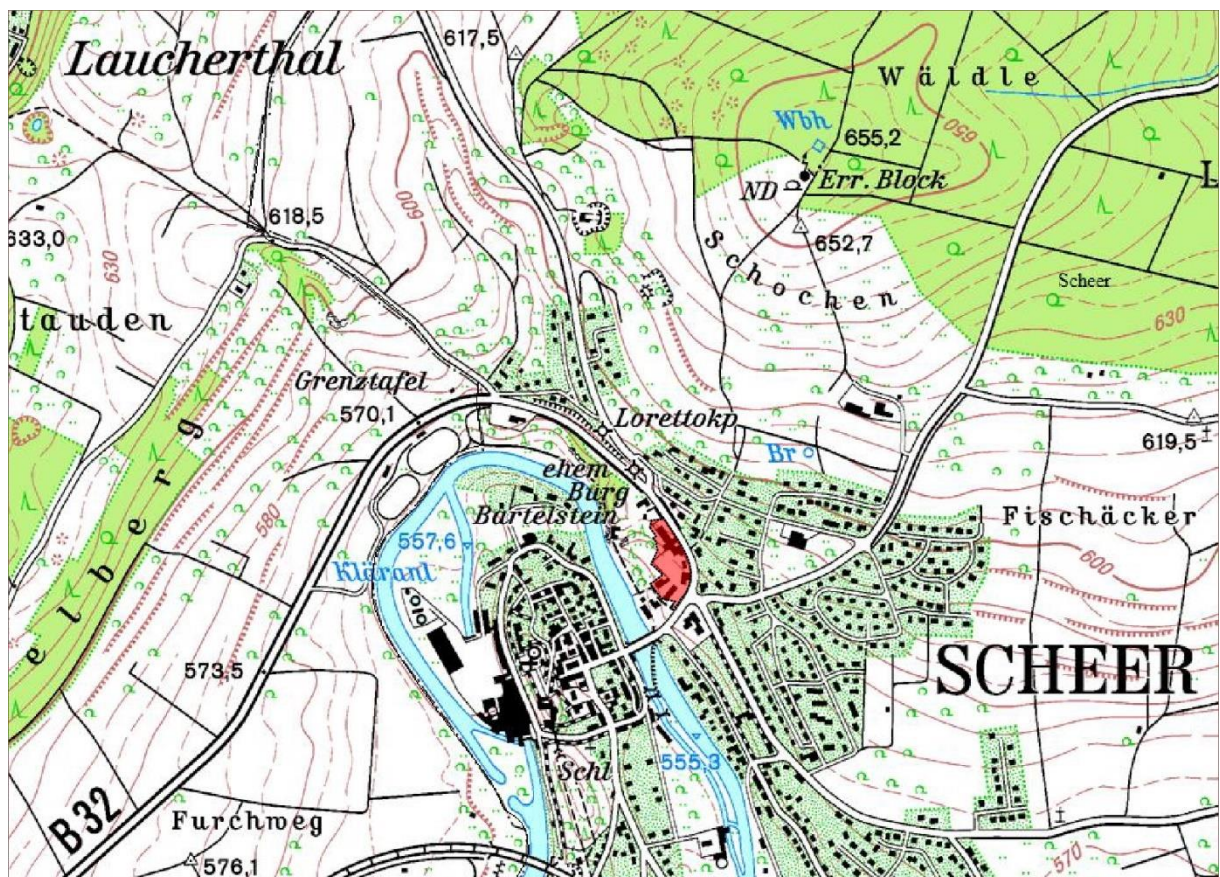 Laucherthal
617,5
Wäldle
Wbh
655,2
650
ND
Err. Block
600
618,5
633,0
652,7
Schochen
Scheer
630
630
tauden
Grenztafel
570,1
Lorettokp
619,5
Br
ehem
Burg
Bartelstein
580
557,6
Fischäcker
Kläranl
600
elberg
573,5
SCHEER
555,3
Schl
B32
Furchweg
576,1
570